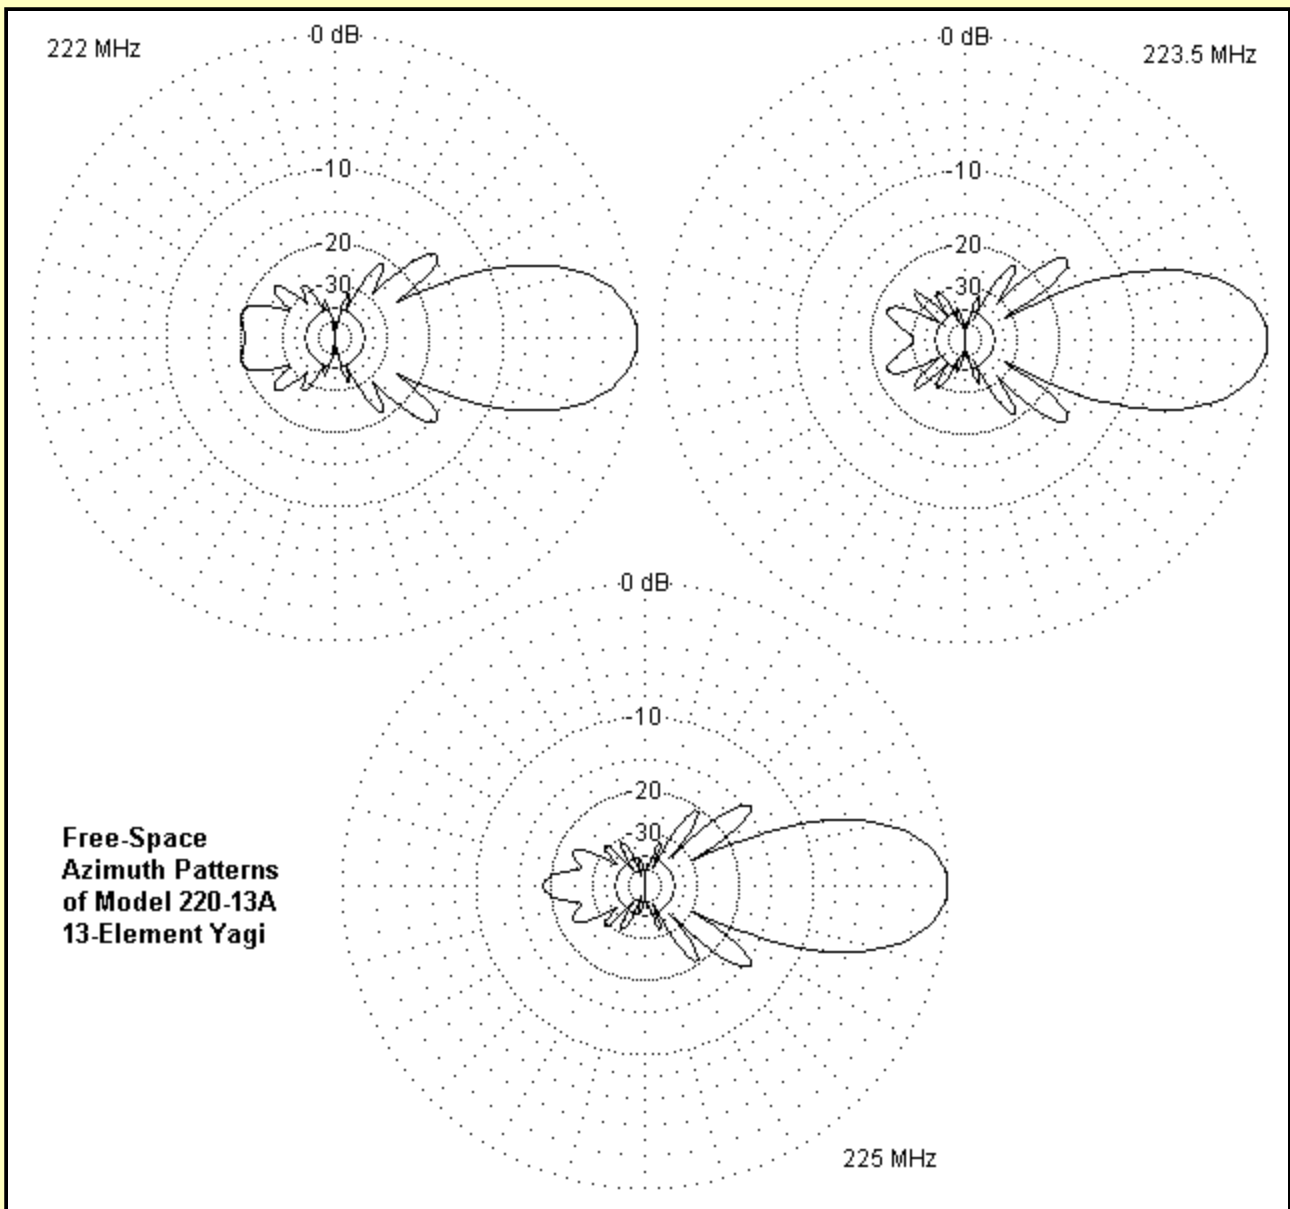 222 MHz
0 dB
-10
-20
-30
223.5 MHz
0 dB
-10
-20
-30
0 dB
-10
-20
-30
225 MHz
Free-Space
Azimuth Patterns
of Model 220-13A
13-Element Yagi